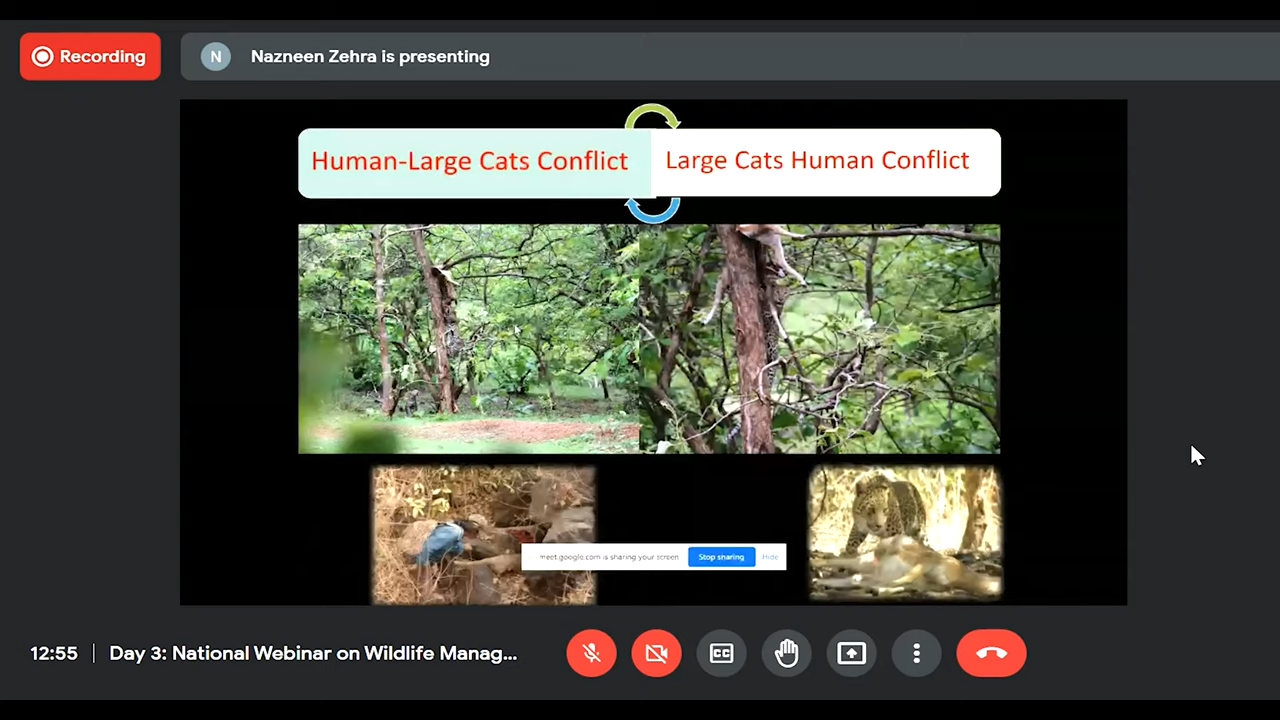 Recording
N
Nazneen Zehra is presenting
Human-Large Cats Conflict
Large Cats Human Conflict
meet.google.com is sharing your screen
Stop sharing
Hide
12:55
Day 3: National Webinar on Wildlife Manag...
CC